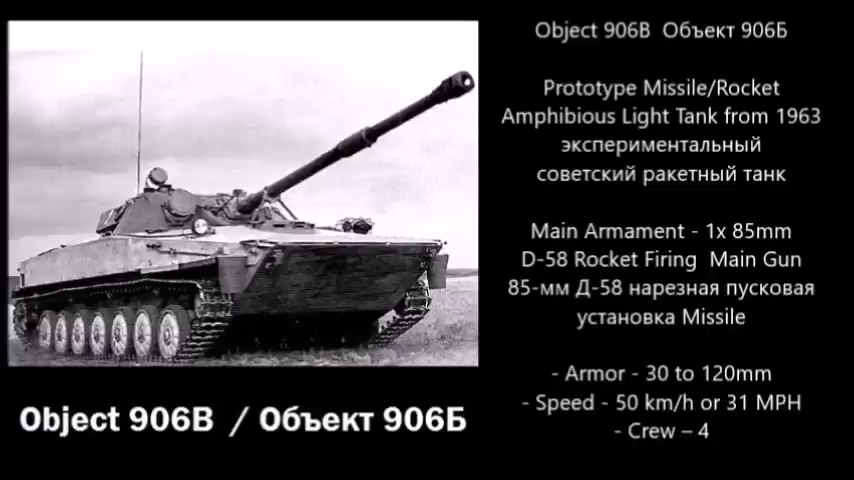 Object 906B Объект 906Б
Prototype Missile/Rocket
Amphibious Light Tank from 1963
экспериментальный
советский ракетный танк
Main Armament - 1x 85mm
D-58 Rocket Firing Main Gun
85-мм Д-58 нарезная пусковая
установка Missile
- Armor - 30 to 120mm
- Speed - 50 km/h or 31 MPH
- Crew – 4
Object 906B / Объект 906Б